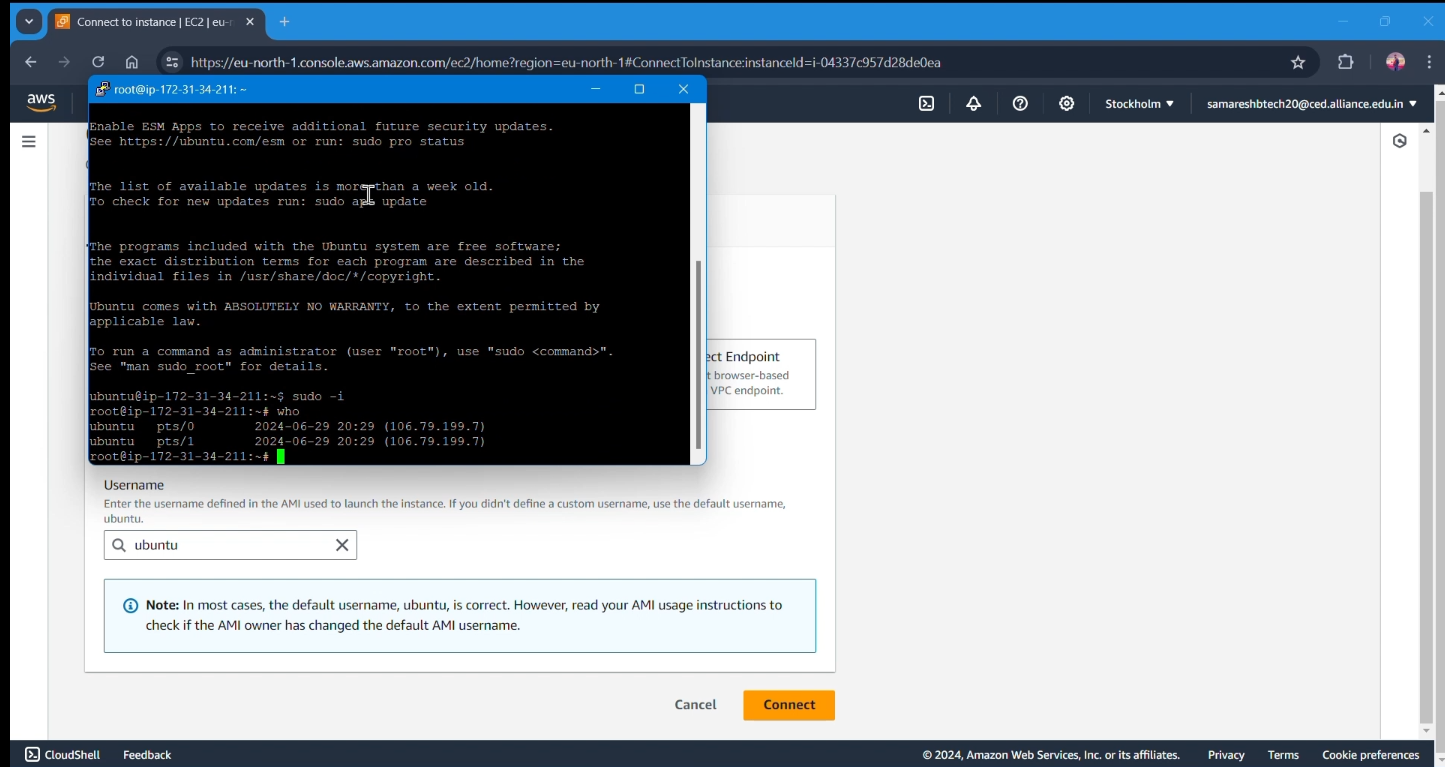 Connect to instance | EC2 | eu-
https://eu-north-1.console.aws.amazon.com/ec2/home?region=eu-north-1#ConnectToInstance:instanceId=i-04337c957d28de0ea
aws
root@ip-172-31-34-211: ~
Stockholm
samareshbtech20@ced.alliance.edu.in
Enable ESM Apps to receive additional future security updates.
See https://ubuntu.com/esm or run: sudo pro status
The list of available updates is more than a week old.
To check for new updates run: sudo apt update
The programs included with the Ubuntu system are free software;
the exact distribution terms for each program are described in the
individual files in /usr/share/doc/*/copyright.
Ubuntu comes with ABSOLUTELY NO WARRANTY, to the extent permitted by
applicable law.
To run a command as administrator (user "root"), use "sudo <command>".
See "man sudo_root" for details.
ubuntu@ip-172-31-34-211:~$ sudo -i
root@ip-172-31-34-211:~# who
ubuntu pts/0 2024-06-29 20:29 (106.79.199.7)
ubuntu pts/1 2024-06-29 20:29 (106.79.199.7)
root@ip-172-31-34-211:~#
ect Endpoint
t browser-based
VPC endpoint.
Username
Enter the username defined in the AMI used to launch the instance. If you didn't define a custom username, use the default username,
ubuntu.
ubuntu
Note: In most cases, the default username, ubuntu, is correct. However, read your AMI usage instructions to
check if the AMI owner has changed the default AMI username.
Cancel
Connect
CloudShell
Feedback
© 2024, Amazon Web Services, Inc. or its affiliates.
Privacy
Terms
Cookie preferences